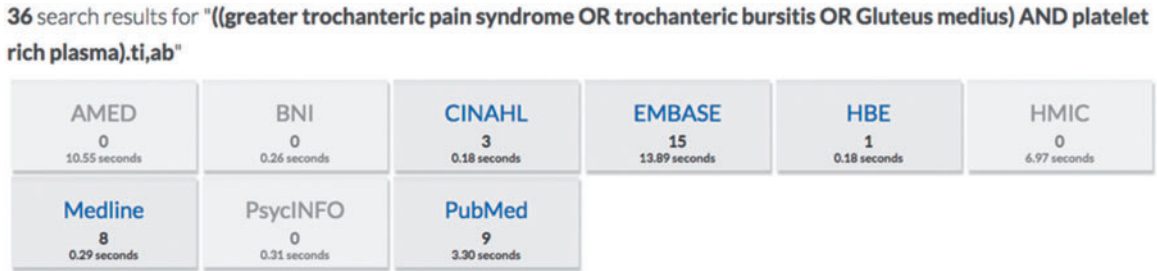 36 search results for "((greater trochanteric pain syndrome OR trochanteric bursitis OR Gluteus medius) AND platelet
rich plasma).ti,ab"
AMED
0
10.55 seconds
BNI
0
0.26 seconds
CINAHL
3
0.18 seconds
EMBASE
15
13.89 seconds
HBE
1
0.18 seconds
HMIC
0
6.97 seconds
Medline
8
0.29 seconds
PsycINFO
0
0.31 seconds
PubMed
9
3.30 seconds